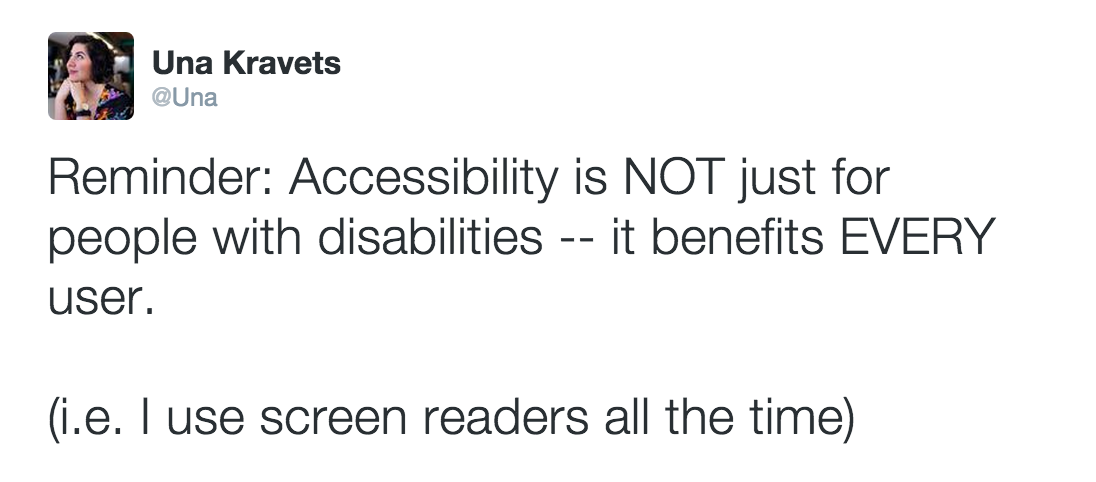 Una Kravets
@Una
Reminder: Accessibility is NOT just for
people with disabilities -- it benefits EVERY
user.
(i.e. I use screen readers all the time)